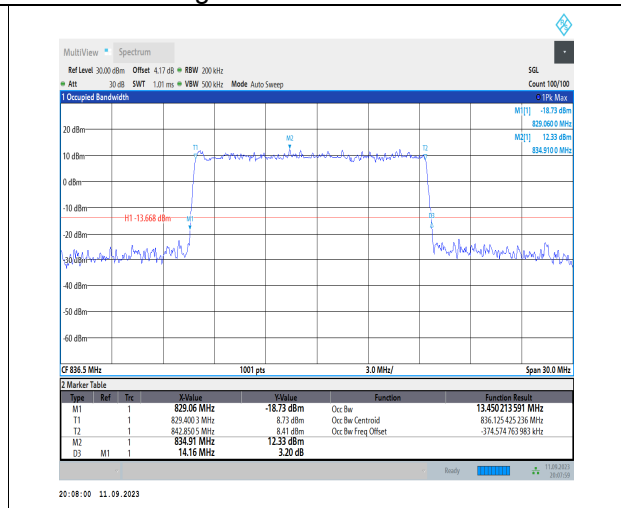 MultiView Spectrum
Ref Level 30.00 dBm Offset 4.17 dB RBW 200 kHz SGL
Att 30 dB SWT 1.01 ms VBW 500 kHz Mode Auto Sweep Count 100/100
1 Occupied Bandwidth 1Pk Max
M1[1] -18.73 dBm
829.060 0 MHz
M2[1] 12.33 dBm
834.910 0 MHz
20 dBm
T1 M2 T2
10 dBm
0 dBm
-10 dBm
H1 -13.668 dBm M1 D3
-20 dBm
-30 dBm
-40 dBm
-50 dBm
-60 dBm
CF 836.5 MHz 1001 pts 3.0 MHz/ Span 30.0 MHz
2 Marker Table
Type Ref Trc X-Value Y-Value Function Function Result
M1 1 829.06 MHz -18.73 dBm Occ Bw 13.450 213 591 MHz
T1 1 829.400 3 MHz 8.73 dBm Occ Bw Centroid 836.125 425 236 MHz
T2 1 842.850 5 MHz 8.41 dBm Occ Bw Freq Offset -374.574 763 983 kHz
M2 1 834.91 MHz 12.33 dBm
D3 M1 1 14.16 MHz 3.20 dB
Ready 11.09.2023
20:07:59
20:08:00 11.09.2023